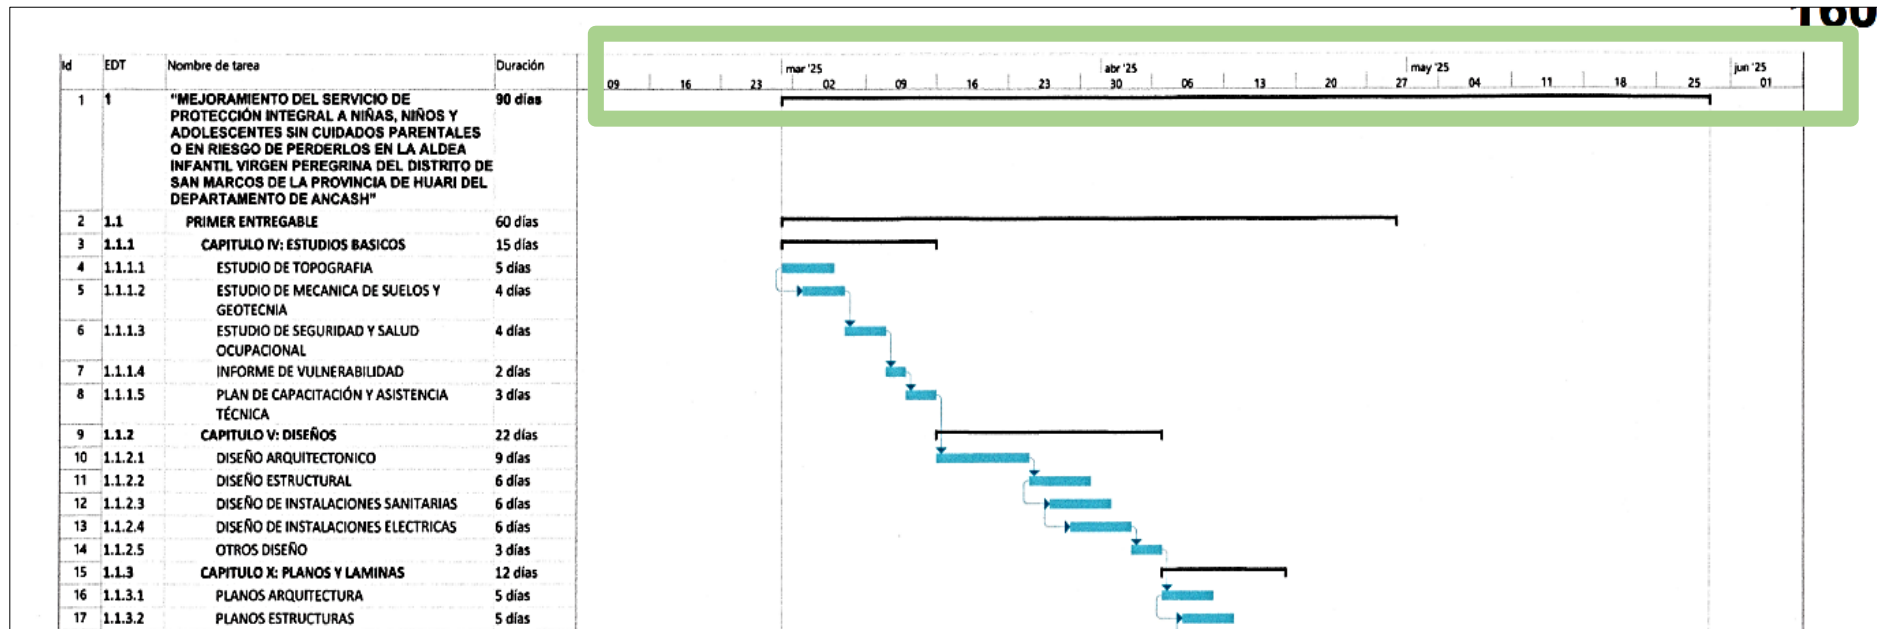 160
Id EDT Nombre de tarea Duración
mar '25 abr '25 may '25 jun '25
09 16 23 02 09 16 23 30 06 13 20 27 04 11 18 25 01
1 1 "MEJORAMIENTO DEL SERVICIO DE 90 días
PROTECCIÓN INTEGRAL A NIÑAS, NIÑOS Y
ADOLESCENTES SIN CUIDADOS PARENTALES
O EN RIESGO DE PERDERLOS EN LA ALDEA
INFANTIL VIRGEN PEREGRINA DEL DISTRITO DE
SAN MARCOS DE LA PROVINCIA DE HUARI DEL
DEPARTAMENTO DE ANCASH"
2 1.1 PRIMER ENTREGABLE 60 días
3 1.1.1 CAPITULO IV: ESTUDIOS BASICOS 15 días
4 1.1.1.1 ESTUDIO DE TOPOGRAFIA 5 días
5 1.1.1.2 ESTUDIO DE MECANICA DE SUELOS Y 4 días
GEOTECNIA
6 1.1.1.3 ESTUDIO DE SEGURIDAD Y SALUD 4 días
OCUPACIONAL
7 1.1.1.4 INFORME DE VULNERABILIDAD 2 días
8 1.1.1.5 PLAN DE CAPACITACIÓN Y ASISTENCIA 3 días
TÉCNICA
9 1.1.2 CAPITULO V: DISEÑOS 22 días
10 1.1.2.1 DISEÑO ARQUITECTONICO 9 días
11 1.1.2.2 DISEÑO ESTRUCTURAL 6 días
12 1.1.2.3 DISEÑO DE INSTALACIONES SANITARIAS 6 días
13 1.1.2.4 DISEÑO DE INSTALACIONES ELECTRICAS 6 días
14 1.1.2.5 OTROS DISEÑO 3 días
15 1.1.3 CAPITULO X: PLANOS Y LAMINAS 12 días
16 1.1.3.1 PLANOS ARQUITECTURA 5 días
17 1.1.3.2 PLANOS ESTRUCTURAS 5 días